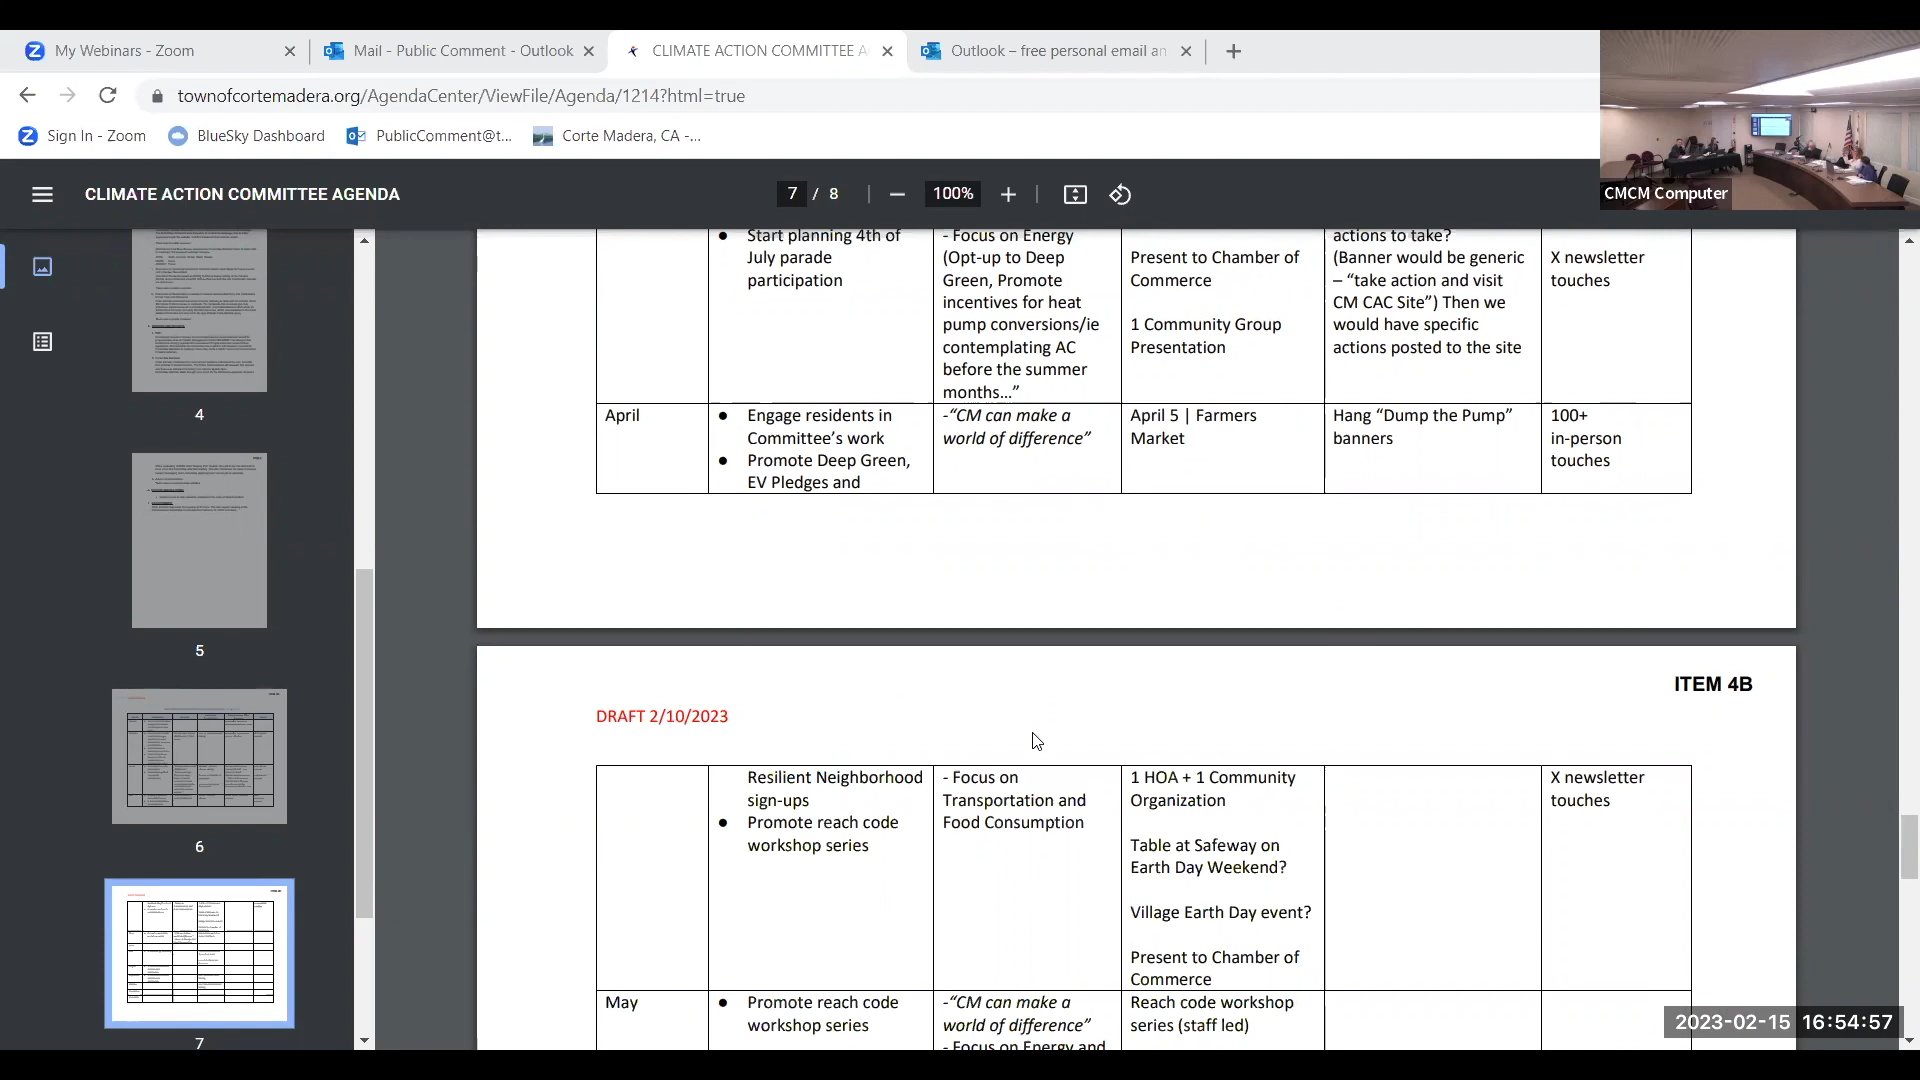 My Webinars - Zoom
Mail - Public Comment - Outlook
CLIMATE ACTION COMMITTEE A
Outlook – free personal email an
townofcortemadera.org/AgendaCenter/ViewFile/Agenda/1214?html=true
Sign In - Zoom
BlueSky Dashboard
PublicComment@t...
Corte Madera, CA -...
CMCM Computer
CLIMATE ACTION COMMITTEE AGENDA
7 / 8
100%
4
5
6
7
● Start planning 4th of
July parade
participation
- Focus on Energy
(Opt-up to Deep
Green, Promote
incentives for heat
pump conversions/ie
contemplating AC
before the summer
months…”
Present to Chamber of
Commerce
1 Community Group
Presentation
actions to take?
(Banner would be generic
– “take action and visit
CM CAC Site”) Then we
would have specific
actions posted to the site
X newsletter
touches
April
● Engage residents in
Committee’s work
● Promote Deep Green,
EV Pledges and
-“CM can make a
world of difference”
April 5 | Farmers
Market
Hang “Dump the Pump”
banners
100+
in-person
touches
ITEM 4B
DRAFT 2/10/2023
Resilient Neighborhood
sign-ups
● Promote reach code
workshop series
- Focus on
Transportation and
Food Consumption
1 HOA + 1 Community
Organization
Table at Safeway on
Earth Day Weekend?
Village Earth Day event?
Present to Chamber of
Commerce
X newsletter
touches
May
● Promote reach code
workshop series
-“CM can make a
world of difference”
- Focus on Energy and
Reach code workshop
series (staff led)
2023-02-15 16:54:57